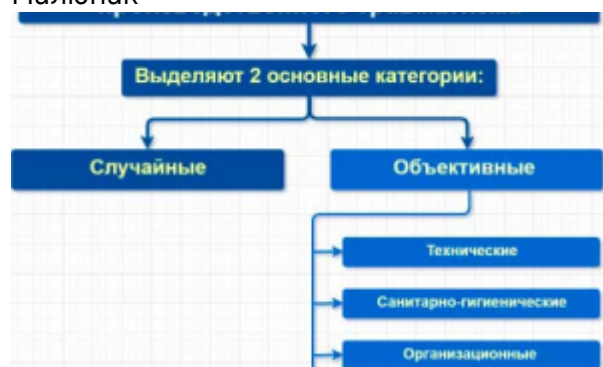 Выделяют 2 основные категории:
Случайные
Объективные
Технические
Санитарно-гигиенические
Организационные